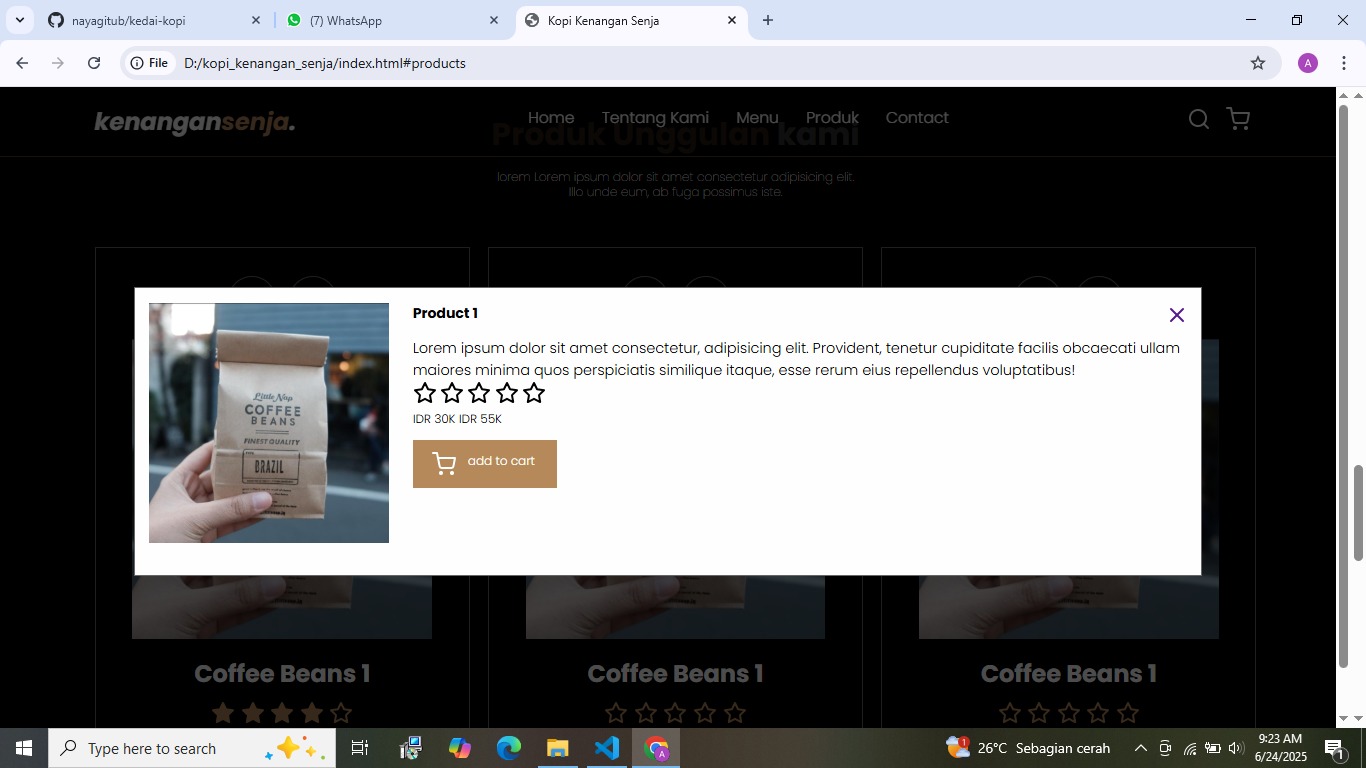 nayagitub/kedai-kopi
(7) WhatsApp
Kopi Kenangan Senja
File
D:/kopi_kenangan_senja/index.html#products
A
kenangansenja.
Home
Tentang Kami
Menu
Produk
Contact
Produk Unggulan kami
lorem Lorem ipsum dolor sit amet consectetur adipisicing elit.
Illo unde eum, ab fuga possimus iste.
Little Nap
COFFEE
BEANS
FINEST QUALITY
BRAZIL
Product 1
Lorem ipsum dolor sit amet consectetur, adipisicing elit. Provident, tenetur cupiditate facilis obcaecati ullam
maiores minima quos perspiciatis similique itaque, esse rerum eius repellendus voluptatibus!
IDR 30K IDR 55K
add to cart
Coffee Beans 1
Coffee Beans 1
Coffee Beans 1
Type here to search
A
1
26°C Sebagian cerah
9:23 AM
6/24/2025
1